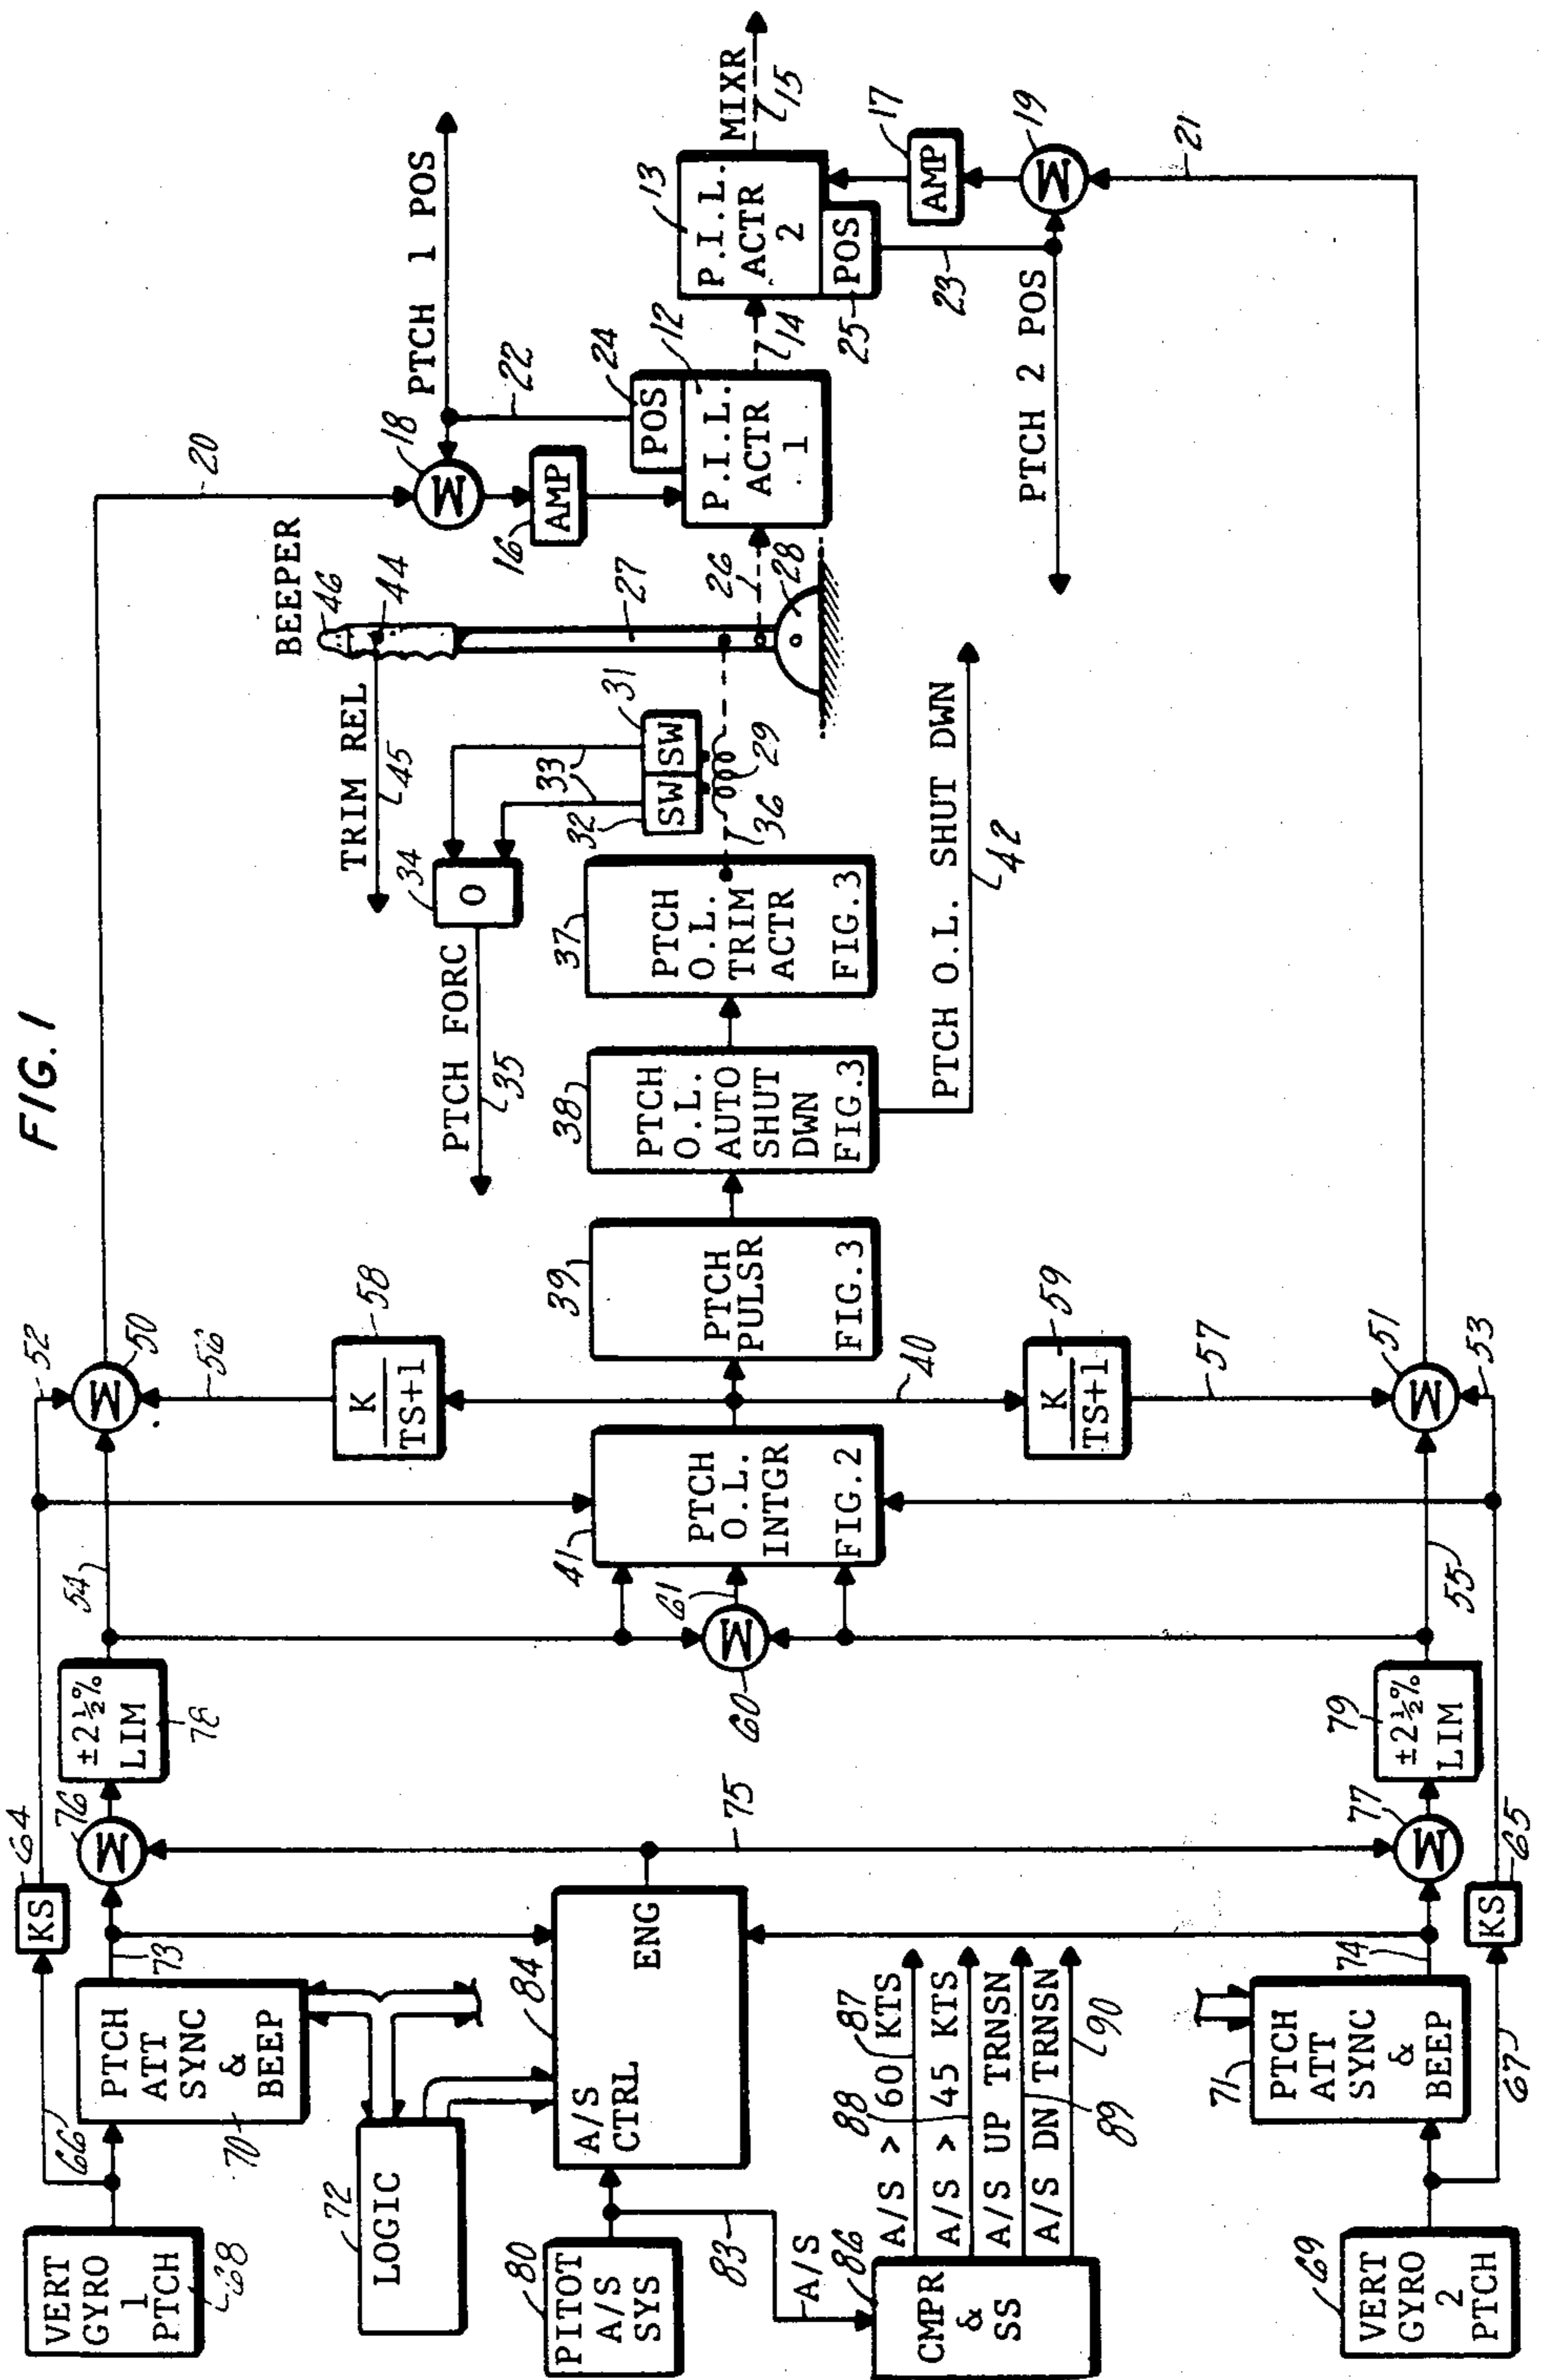 FIG. 1
VERT
GYRO
1
PTCH
68
66
KS
64
PTCH
ATT
SYNC
&
BEEP
70
73
76
±2½%
LIM
78
54
52
50
56
K
TS+1
58
20
LOGIC
72
PITOT
A/S
SYS
80
83
A/S
A/S
CTRL
ENG
84
75
CMPR
&
SS
86
A/S > 60 KTS
87
88
A/S > 45 KTS
A/S UP TRNSN
89
A/S DN TRNSN
90
60
61
PTCH
O.L.
INTGR
FIG.2
41
40
PTCH
PULSR
FIG.3
39
PTCH
O.L.
AUTO
SHUT
DWN
FIG.3
38
PTCH O.L. SHUT DWN
42
PTCH
O.L.
TRIM
ACTR
FIG.3
37
36
29
SW
SW
32
31
33
O
34
PTCH FORC
35
TRIM REL
45
BEEPER
46
44
27
26
28
AMP
16
18
PTCH 1 POS
22
POS
24
P.I.L.
ACTR
1
12
14
P.I.L.
ACTR
2
13
POS
25
MIXR
15
AMP
17
19
23
PTCH 2 POS
21
VERT
GYRO
2
PTCH
69
67
KS
65
PTCH
ATT
SYNC
&
BEEP
71
74
77
±2½%
LIM
79
55
53
51
57
K
TS+1
59